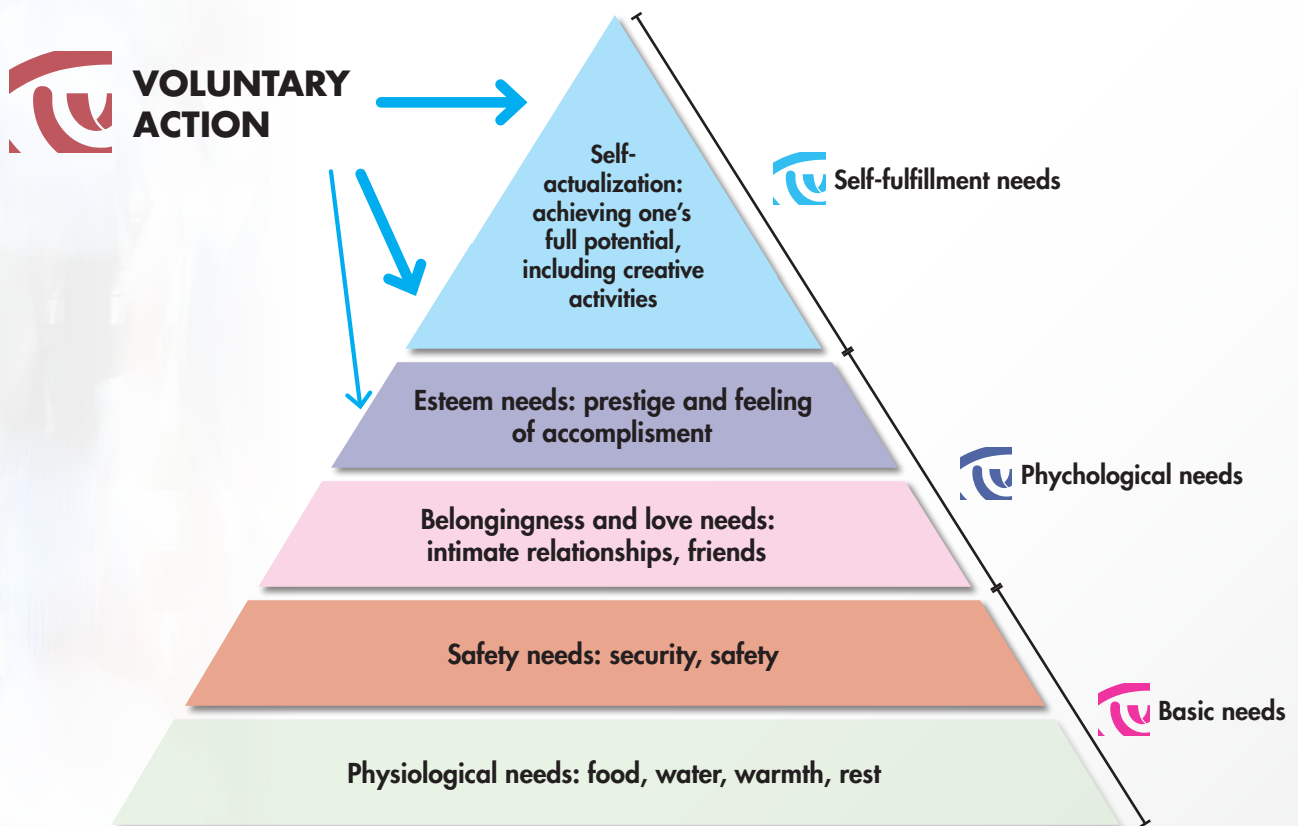 VOLUNTARY
ACTION
Self-
actualization:
achieving one's
full potential,
including creative
activities
Self-fulfillment needs
Esteem needs: prestige and feeling
of accomplisment
Phychological needs
Belongingness and love needs:
intimate relationships, friends
Safety needs: security, safety
Basic needs
Physiological needs: food, water, warmth, rest